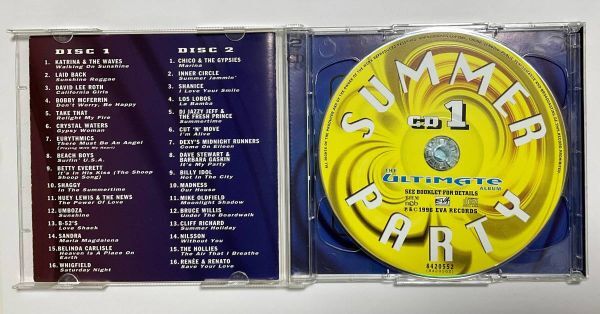 DISC 1
1. KATRINA & THE WAVES
Walking On Sunshine
2. LAID BACK
Sunshine Reggae
3. DAVID LEE ROTH
California Girls
4. BOBBY MCFERRIN
Don't Worry, Be Happy
5. TAKE THAT
Relight My Fire
6. CRYSTAL WATERS
Gypsy Woman
7. EURYTHMICS
There Must Be An Angel
8. BEACH BOYS
Surfin' U.S.A.
9. BETTY EVERETT
It's In His Kiss (The Shoop
Shoop Song)
10. SHAGGY
In The Summertime
11. HUEY LEWIS & THE NEWS
The Power Of Love
12. UMBOZA
Sunshine
13. B-52'S
Love Shack
14. SANDRA
Maria Magdalena
15. BELINDA CARLISLE
Heaven Is A Place On
Earth
16. WHIGFIELD
Saturday Night
DISC 2
1. CHICO & THE GYPSIES
Marina
2. INNER CIRCLE
Summer Jammin'
3. SHANICE
I Love Your Smile
4. LOS LOBOS
La Bamba
5. DJ JAZZY JEFF &
THE FRESH PRINCE
Summertime
6. CUT 'N' MOVE
I'm Alive
7. DEXY'S MIDNIGHT RUNNERS
Come On Eileen
8. DAVE STEWART &
BARBARA GASKIN
It's My Party
9. BILLY IDOL
Hot In The City
10. MADNESS
Our House
11. MIKE OLDFIELD
Moonlight Shadow
12. BRUCE WILLIS
Under The Boardwalk
13. CLIFF RICHARD
Summer Holiday
14. NILSSON
Without You
15. THE HOLLIES
The Air That I Breathe
16. RENÉE & RENATO
Save Your Love
SUMMER
CD 1
THE
ULTIMATE
ALBUM
SEE BOOKLET FOR DETAILS
℗+© 1996 EVA RECORDS
PARTY
8420552